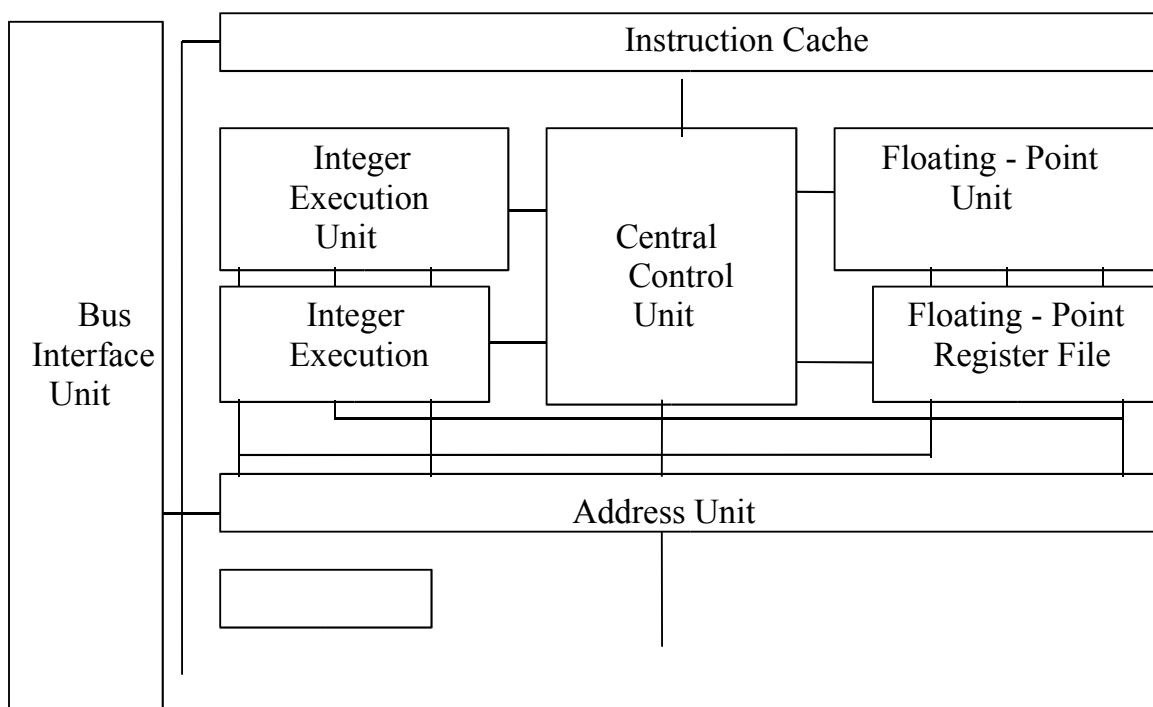 Instruction Cache
Integer
Execution
Unit
Central
Control
Unit
Floating - Point
Unit
Bus
Interface
Unit
Integer
Execution
Floating - Point
Register File
Address Unit